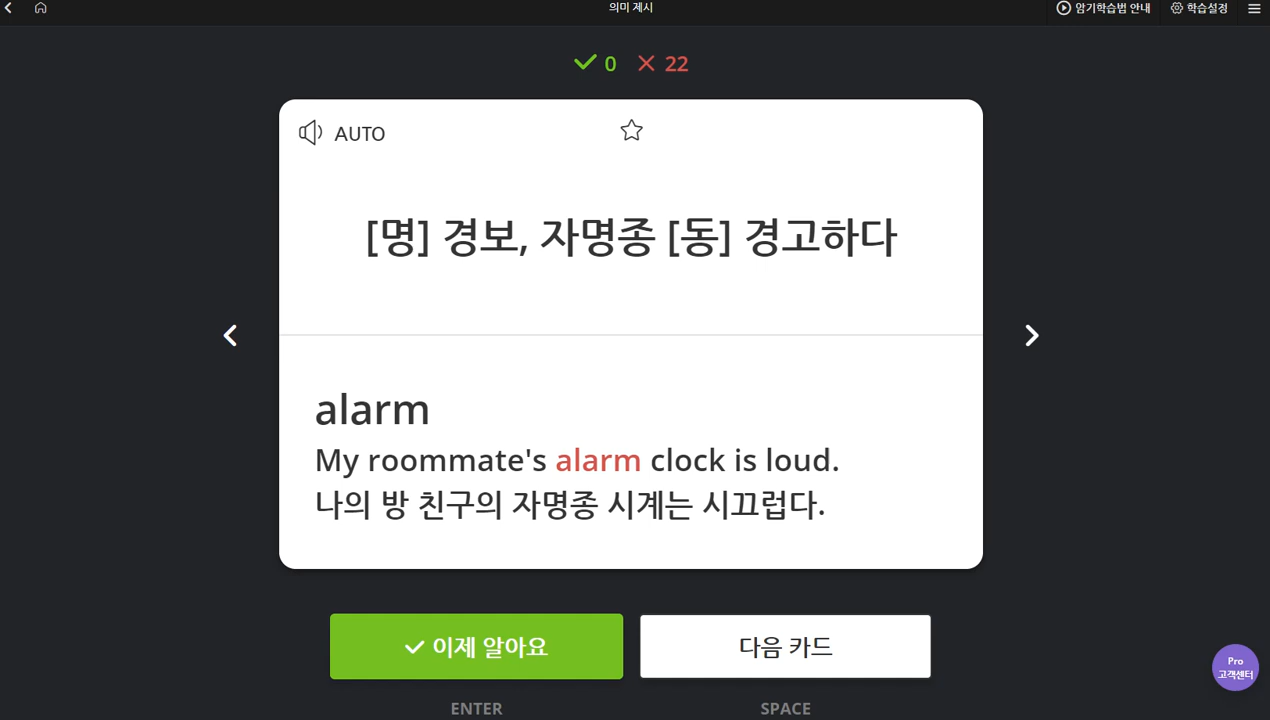 의미 제시
암기학습법 안내
학습설정
0
22
AUTO
[명] 경보, 자명종 [동] 경고하다
alarm
My roommate's alarm clock is loud.
나의 방 친구의 자명종 시계는 시끄럽다.
이제 알아요
다음 카드
ENTER
SPACE
Pro
고객센터